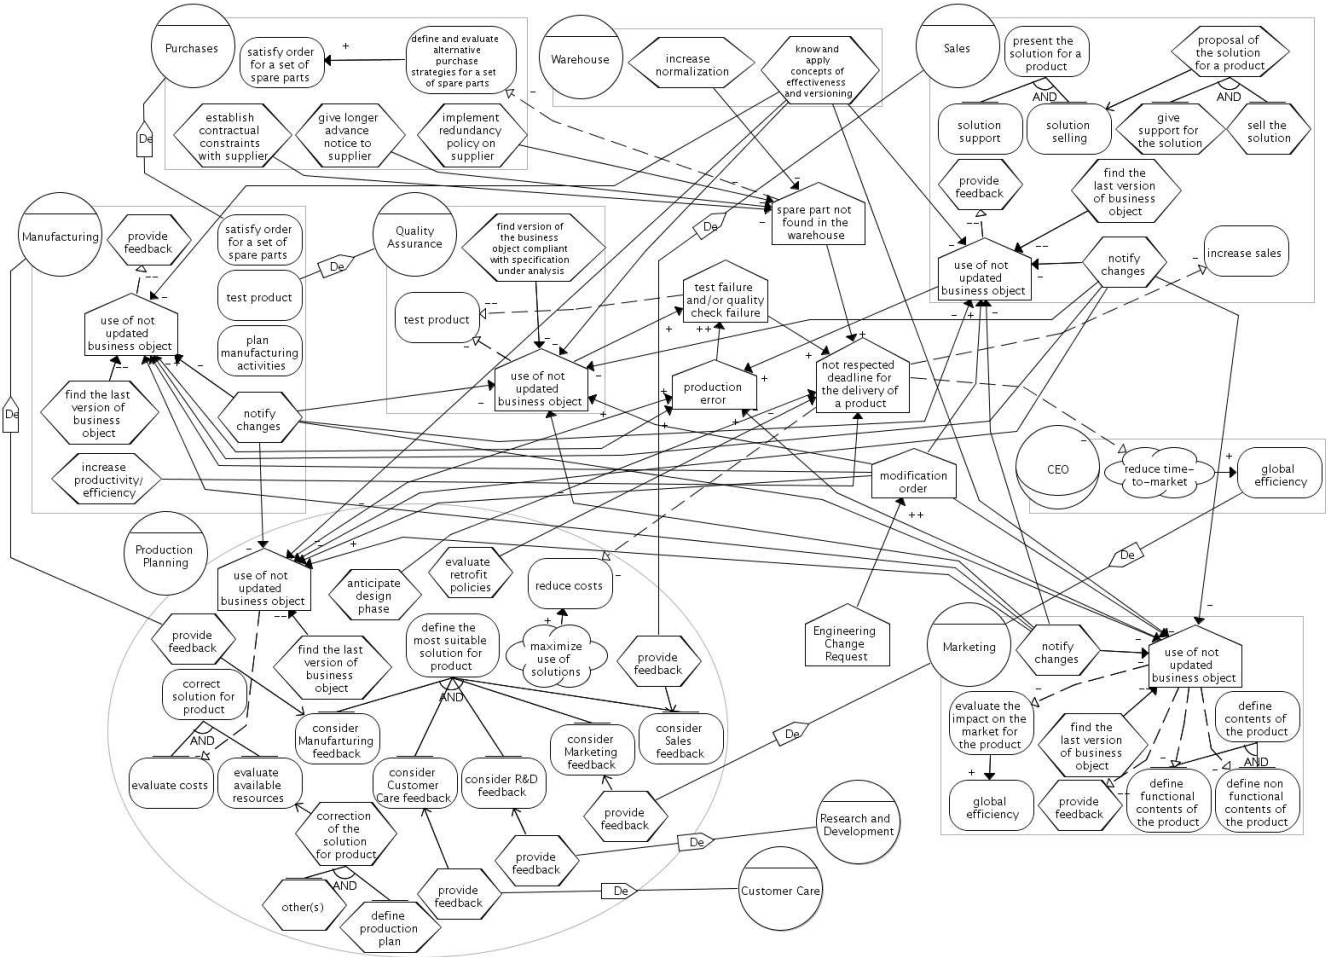 Purchases
satisfy order
for a set of
spare parts
+
define and evaluate
alternative
purchase
strategies for a set
of spare parts
establish
contractual
constraints
with supplier
give longer
advance
notice to
supplier
implement
redundancy
policy on
supplier
De
Warehouse
increase
normalization
know and
apply
concepts of
effectiveness
and versioning
Sales
present the
solution for a
product
AND
solution
support
solution
selling
proposal of
the solution
for a product
AND
give
support for
the solution
sell the
solution
provide
feedback
find the
last version
of business
object
use of not
updated
business object
notify
changes
increase sales
spare part not
found in the
warehouse
De
Manufacturing
provide
feedback
satisfy order
for a set of
spare parts
test product
plan
manufacturing
activities
use of not
updated
business object
find the last
version of
business
object
notify
changes
increase
productivity/
efficiency
De
De
Quality
Assurance
find version of
the business
object compliant
with specification
under analysis
test product
use of not
updated
business object
test failure
and/or quality
check failure
++
production
error
not respected
deadline for
the delivery of
a product
modification
order
++
Engineering
Change
Request
CEO
reduce time-
to-market
+
global
efficiency
De
Production
Planning
use of not
updated
business object
anticipate
design
phase
evaluate
retrofit
policies
reduce costs
+
maximize
use of
solutions
provide
feedback
find the last
version of
business
object
define the
most suitable
solution for
product
AND
provide
feedback
correct
solution for
product
AND
evaluate costs
evaluate
available
resources
consider
Manufarturing
feedback
consider
Customer
Care feedback
consider R&D
feedback
consider
Marketing
feedback
consider
Sales
feedback
correction
of the
solution
for product
AND
other(s)
define
production
plan
provide
feedback
provide
feedback
provide
feedback
De
De
De
Research and
Development
Customer Care
Marketing
notify
changes
use of not
updated
business object
evaluate the
impact on the
market for
the product
+
global
efficiency
find the
last version
of business
object
provide
feedback
define
contents of
the product
AND
define
functional
contents of
the product
define non
functional
contents of
the product